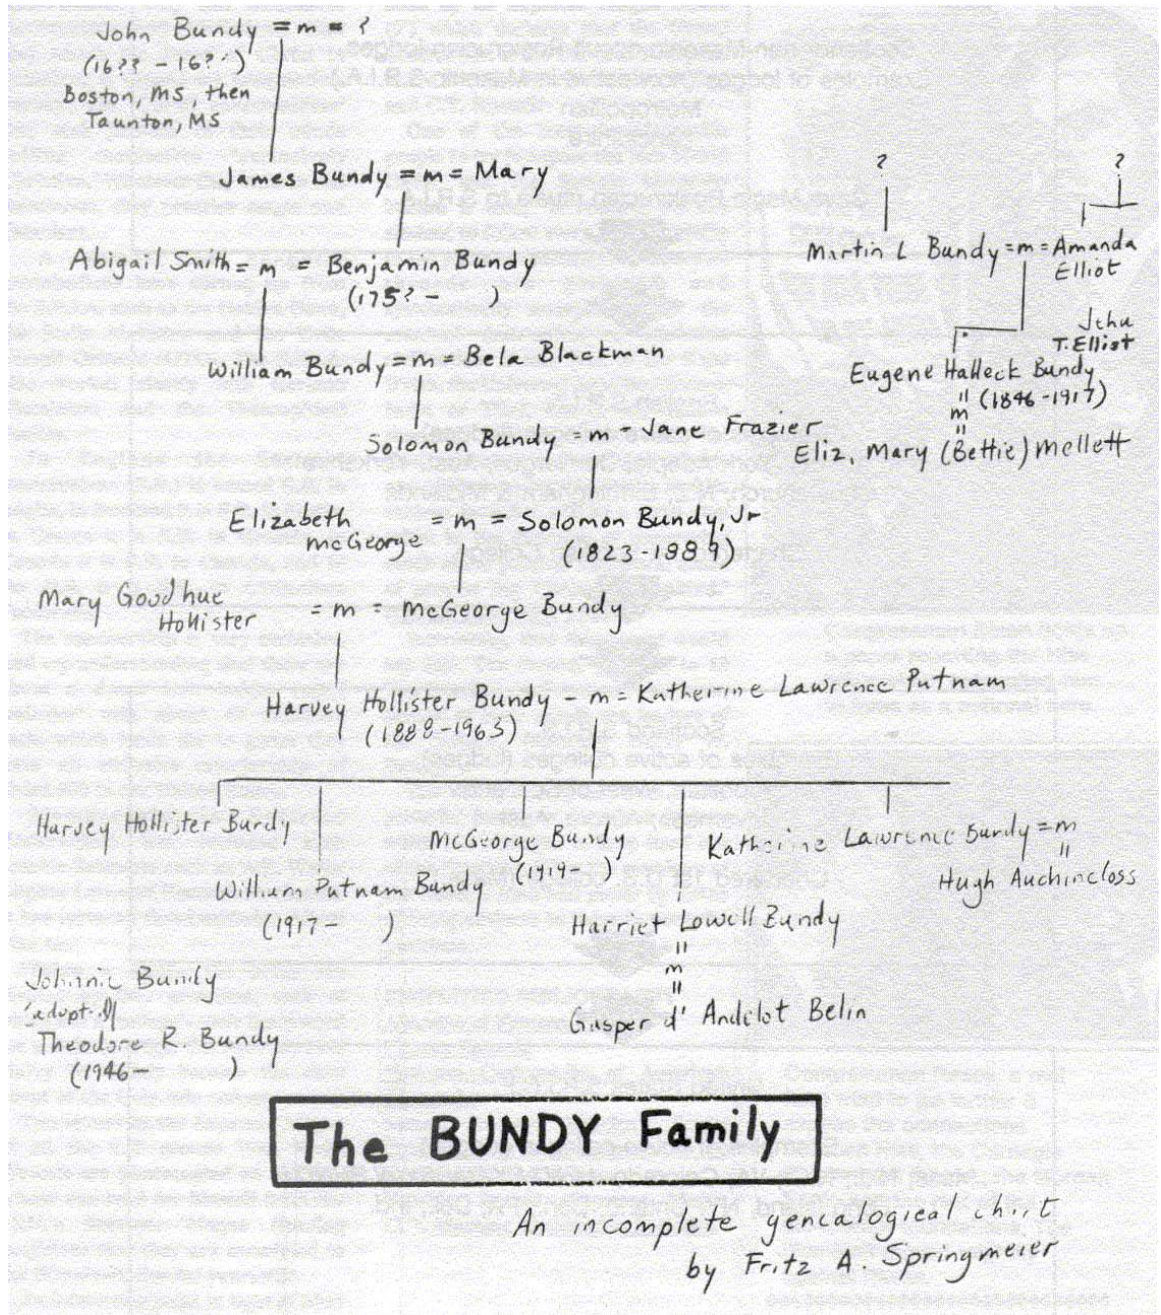 John Bundy = m = ?
(16?? - 16??)
Boston, MS, then
Taunton, MS
James Bundy = m = Mary
?
?
Abigail Smith = m = Benjamin Bundy
(175? - )
Martin L Bundy = m = Amanda
Elliot
Jehu
T. Elliot
William Bundy = m = Bela Blackman
Eugene Halleck Bundy
(1846-1917)
= m =
Eliz. Mary (Bettie) Mellett
Solomon Bundy = m = Jane Frazier
Elizabeth
McGeorge
= m = Solomon Bundy, Jr
(1823-1889)
Mary Goodhue
Hollister
= m = McGeorge Bundy
Harvey Hollister Bundy - m = Katherine Lawrence Putnam
(1888-1963)
Harvey Hollister Bundy
William Putnam Bundy
(1917- )
McGeorge Bundy
(1919- )
Harriet Lowell Bundy
= m =
Gasper d' Andelot Belin
Katherine Lawrence Bundy = m
=
Hugh Auchincloss
Johnnie Bundy
adopted
Theodore R. Bundy
(1946- )
The BUNDY Family
An incomplete genealogical chart
by Fritz A. Springmeier